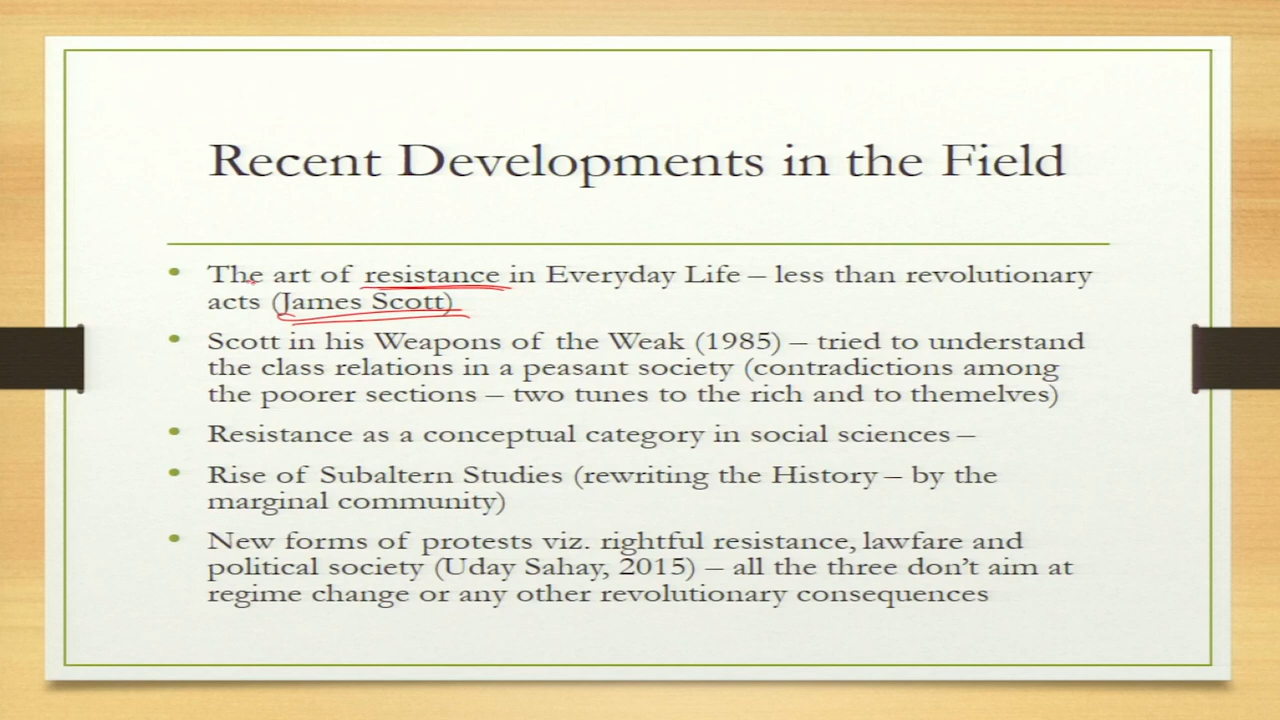 Recent Developments in the Field
• The art of resistance in Everyday Life – less than revolutionary
acts (James Scott)
• Scott in his Weapons of the Weak (1985) – tried to understand
the class relations in a peasant society (contradictions among
the poorer sections – two tunes to the rich and to themelves)
• Resistance as a conceptual category in social sciences –
• Rise of Subaltern Studies (rewriting the History – by the
marginal community)
• New forms of protests viz. rightful resistance, lawfare and
political society (Uday Sahay, 2015) – all the three don't aim at
regime change or any other revolutionary consequences